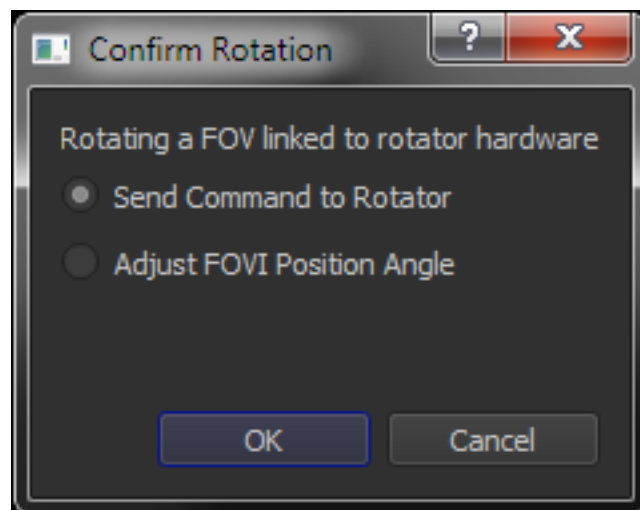 Confirm Rotation
?
Rotating a FOV linked to rotator hardware
Send Command to Rotator
Adjust FOVI Position Angle
OK
Cancel